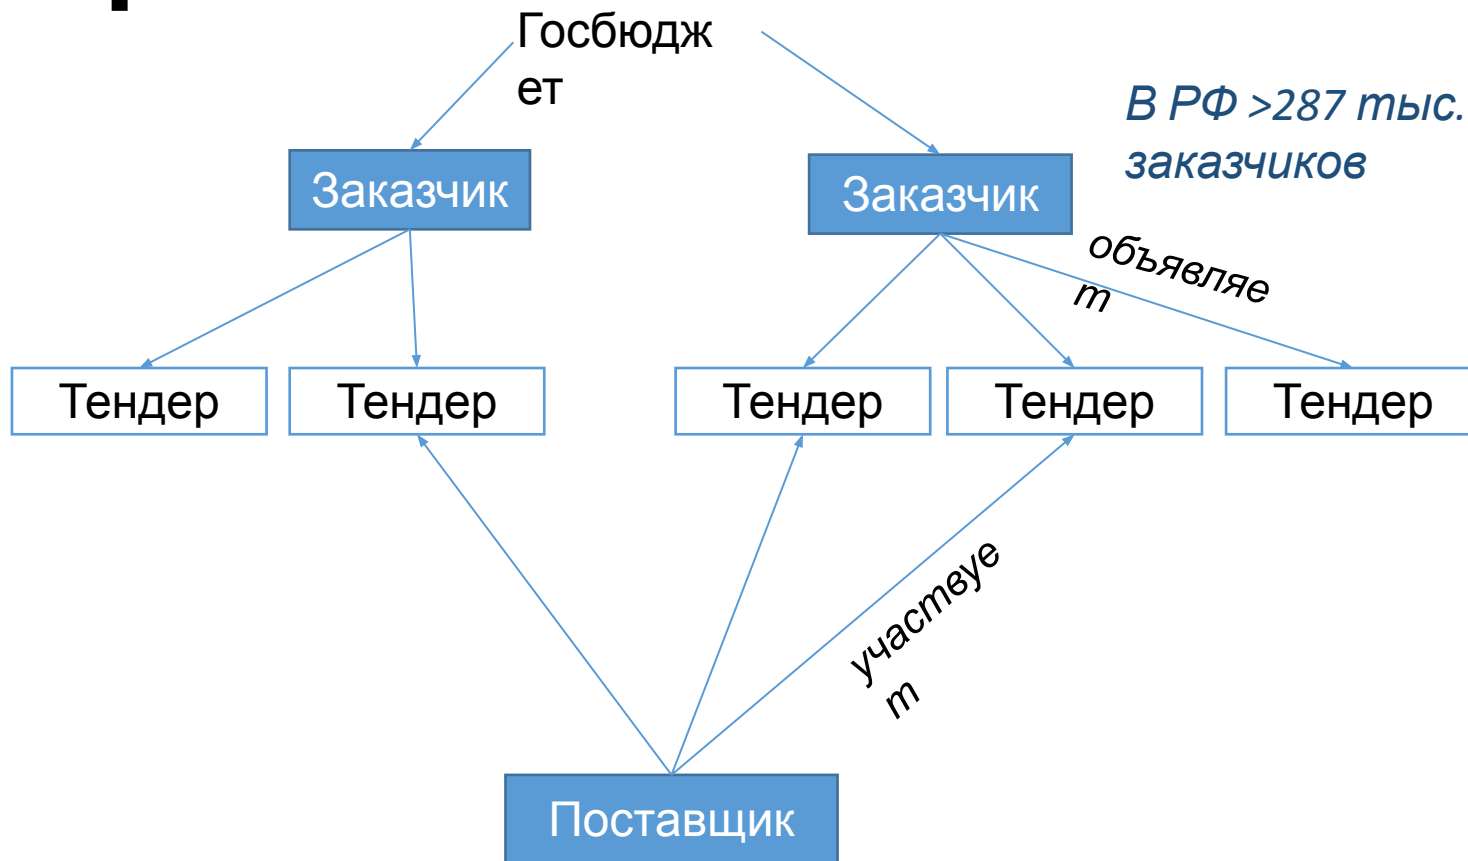 Госбюдж
ет
В РФ >287 тыс.
заказчиков
Заказчик
Заказчик
объявляе
т
Тендер
Тендер
Тендер
Тендер
Тендер
участвуе
т
Поставщик